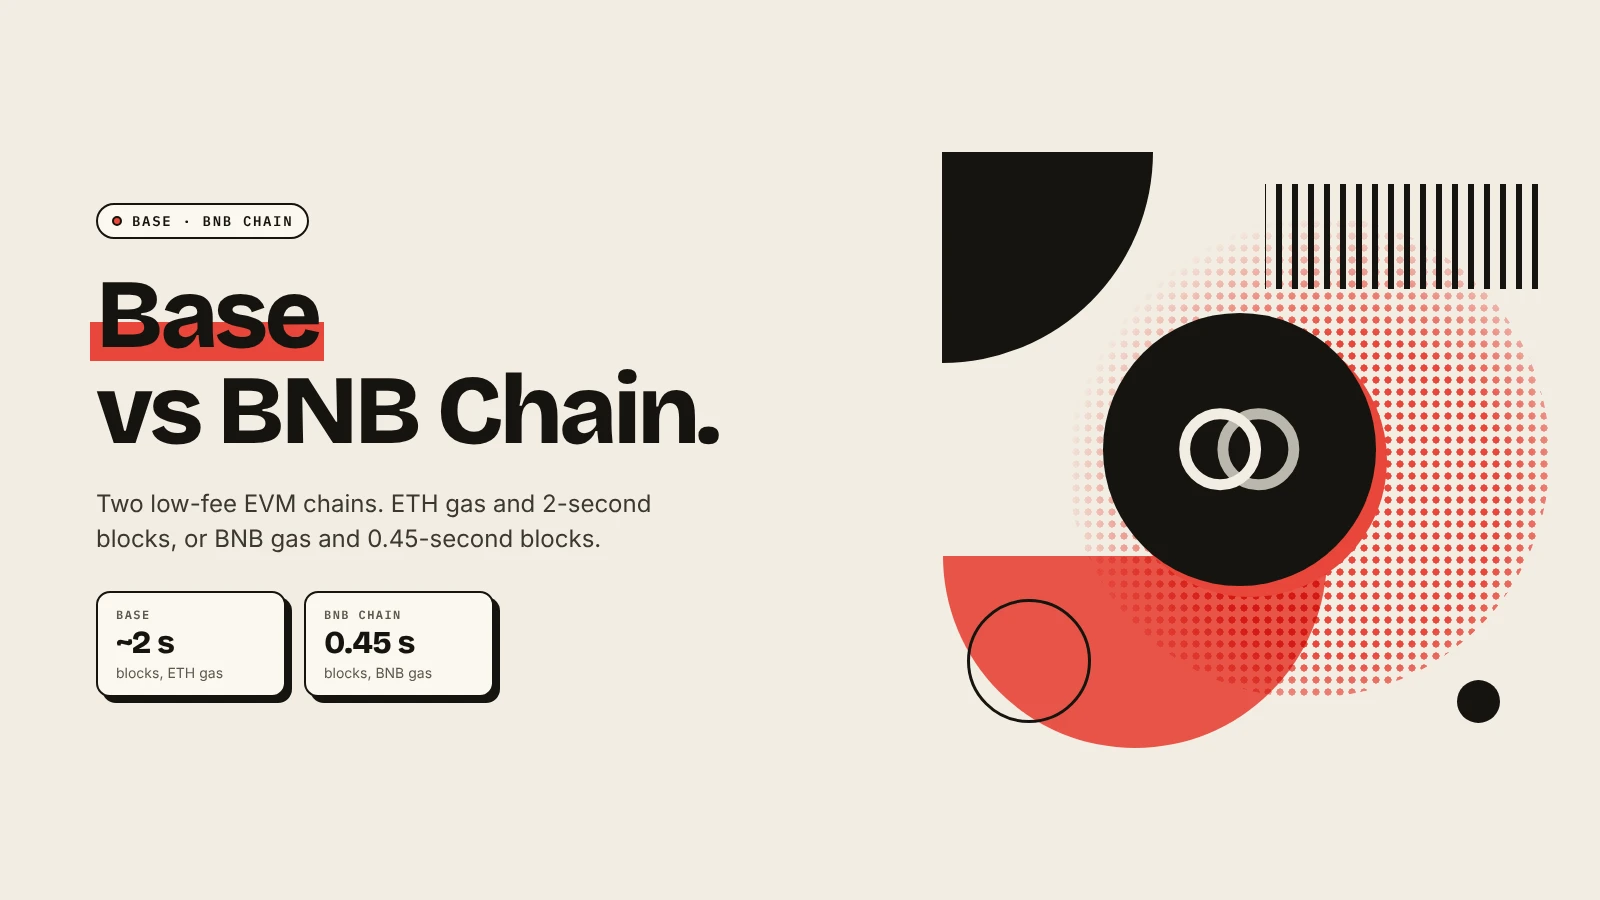 BASE · BNB CHAIN
Base
vs BNB Chain.
Two low-fee EVM chains. ETH gas and 2-second
blocks, or BNB gas and 0.45-second blocks.
BASE
~2 s
blocks, ETH gas
BNB CHAIN
0.45 s
blocks, BNB gas